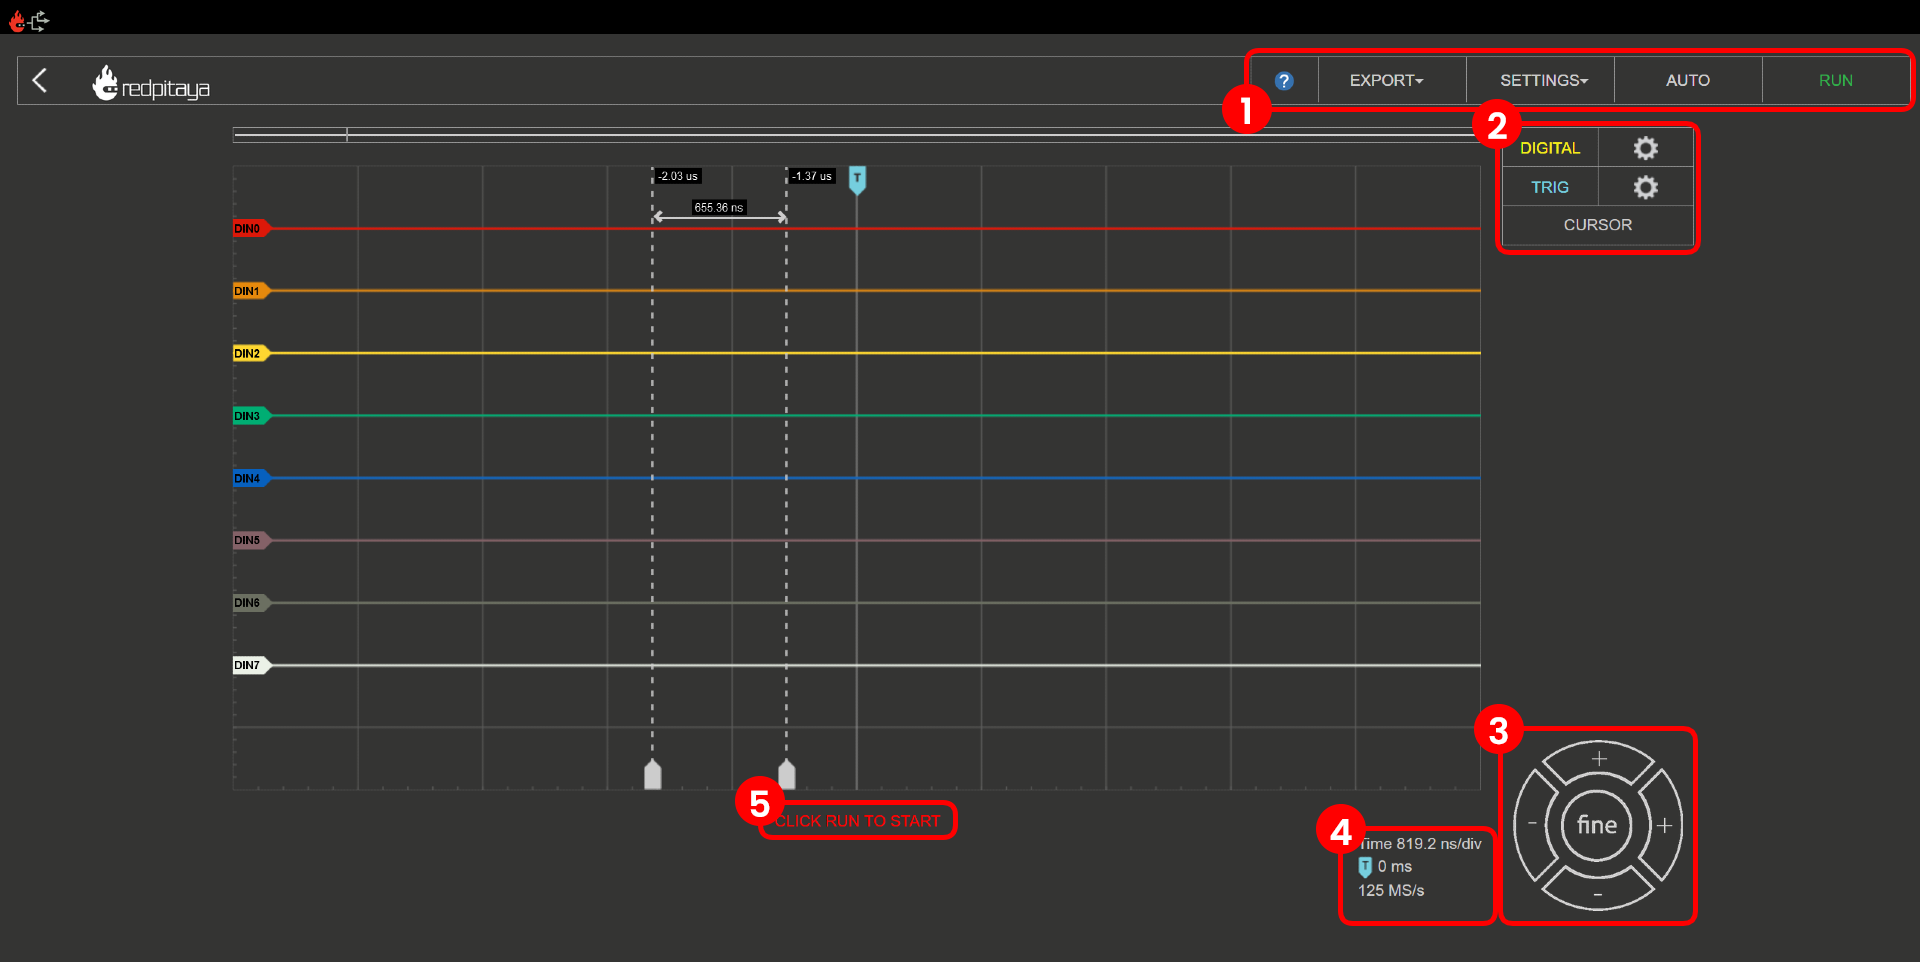 redpitaya
?
EXPORT
SETTINGS
AUTO
RUN
1
2
DIGITAL
TRIG
CURSOR
-2.03 us
-1.37 us
T
655.36 ns
DIN0
DIN1
DIN2
DIN3
DIN4
DIN5
DIN6
DIN7
5
CLICK RUN TO START
4
Time 819.2 ns/div
T 0 ms
125 MS/s
3
+
- fine +
-